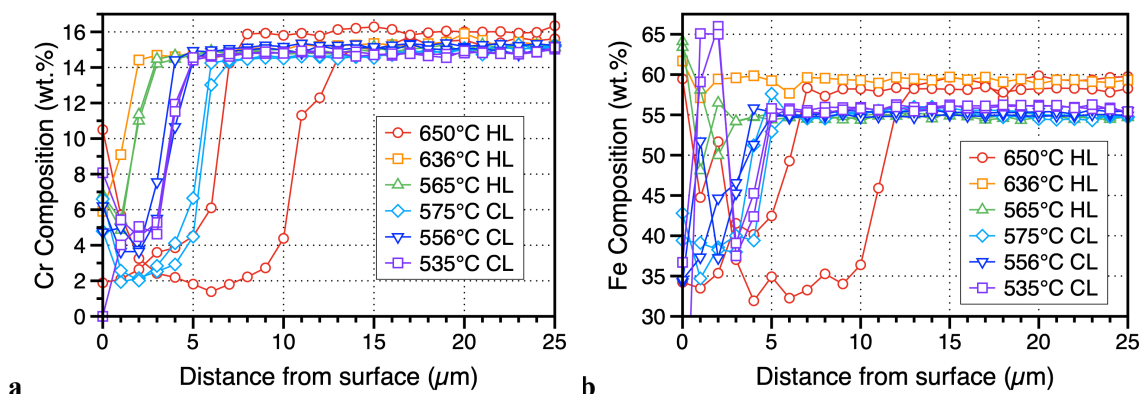 16
14
12
10
8
6
4
2
0
Cr Composition (wt.%)
650°C HL
636°C HL
565°C HL
575°C CL
556°C CL
535°C CL
0 5 10 15 20 25
Distance from surface (µm)
a
65
60
55
50
45
40
35
30
Fe Composition (wt.%)
650°C HL
636°C HL
565°C HL
575°C CL
556°C CL
535°C CL
0 5 10 15 20 25
Distance from surface (µm)
b